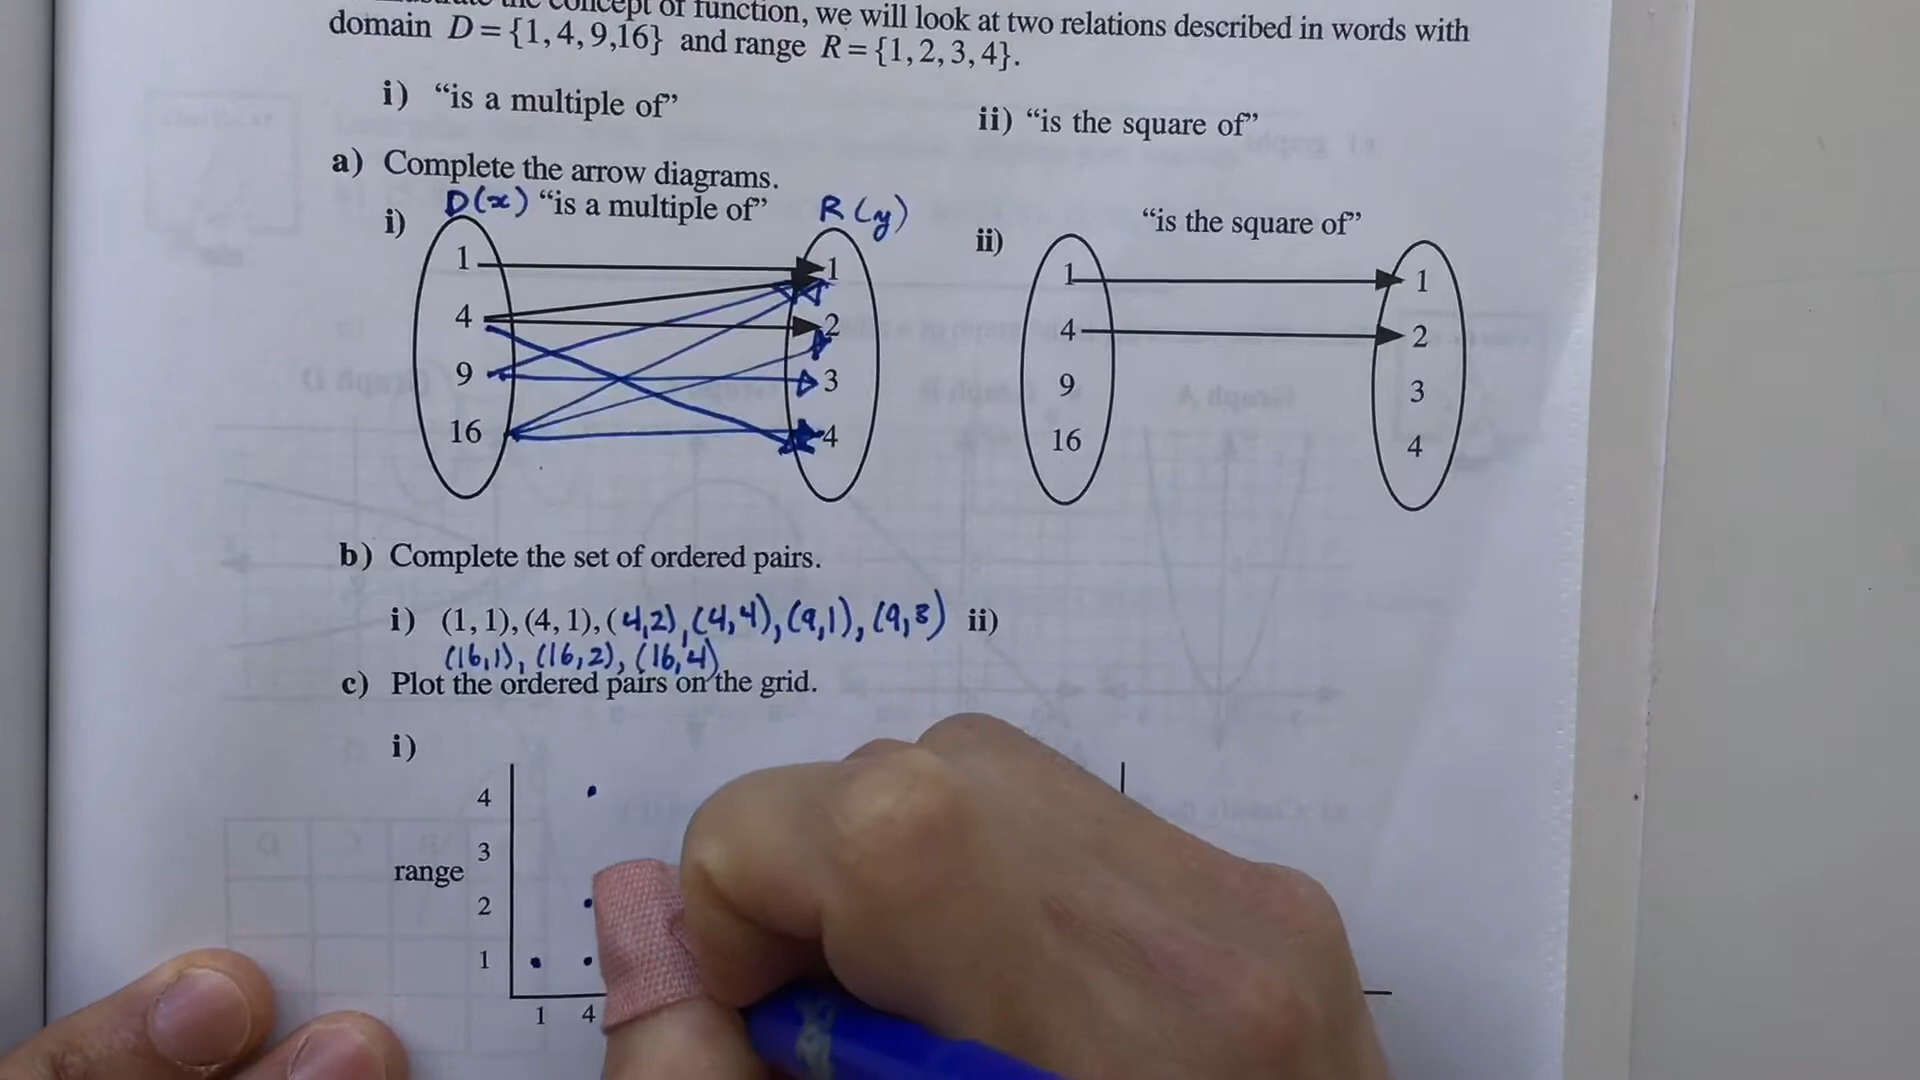 concept of function, we will look at two relations described in words with
domain D = {1, 4, 9,16} and range R = {1, 2, 3, 4}.
i) “is a multiple of” ii) “is the square of”
a) Complete the arrow diagrams.
i) D(x) “is a multiple of” R(y) ii) “is the square of”
1 1 1 1
4 2 4 2
9 3 9 3
16 4 16 4
b) Complete the set of ordered pairs.
i) (1, 1), (4, 1), (4,2), (4,4), (9,1), (9,3) ii)
(16,1), (16,2), (16,4)
c) Plot the ordered pairs on the grid.
i)
4
3
range
2
1
1 4